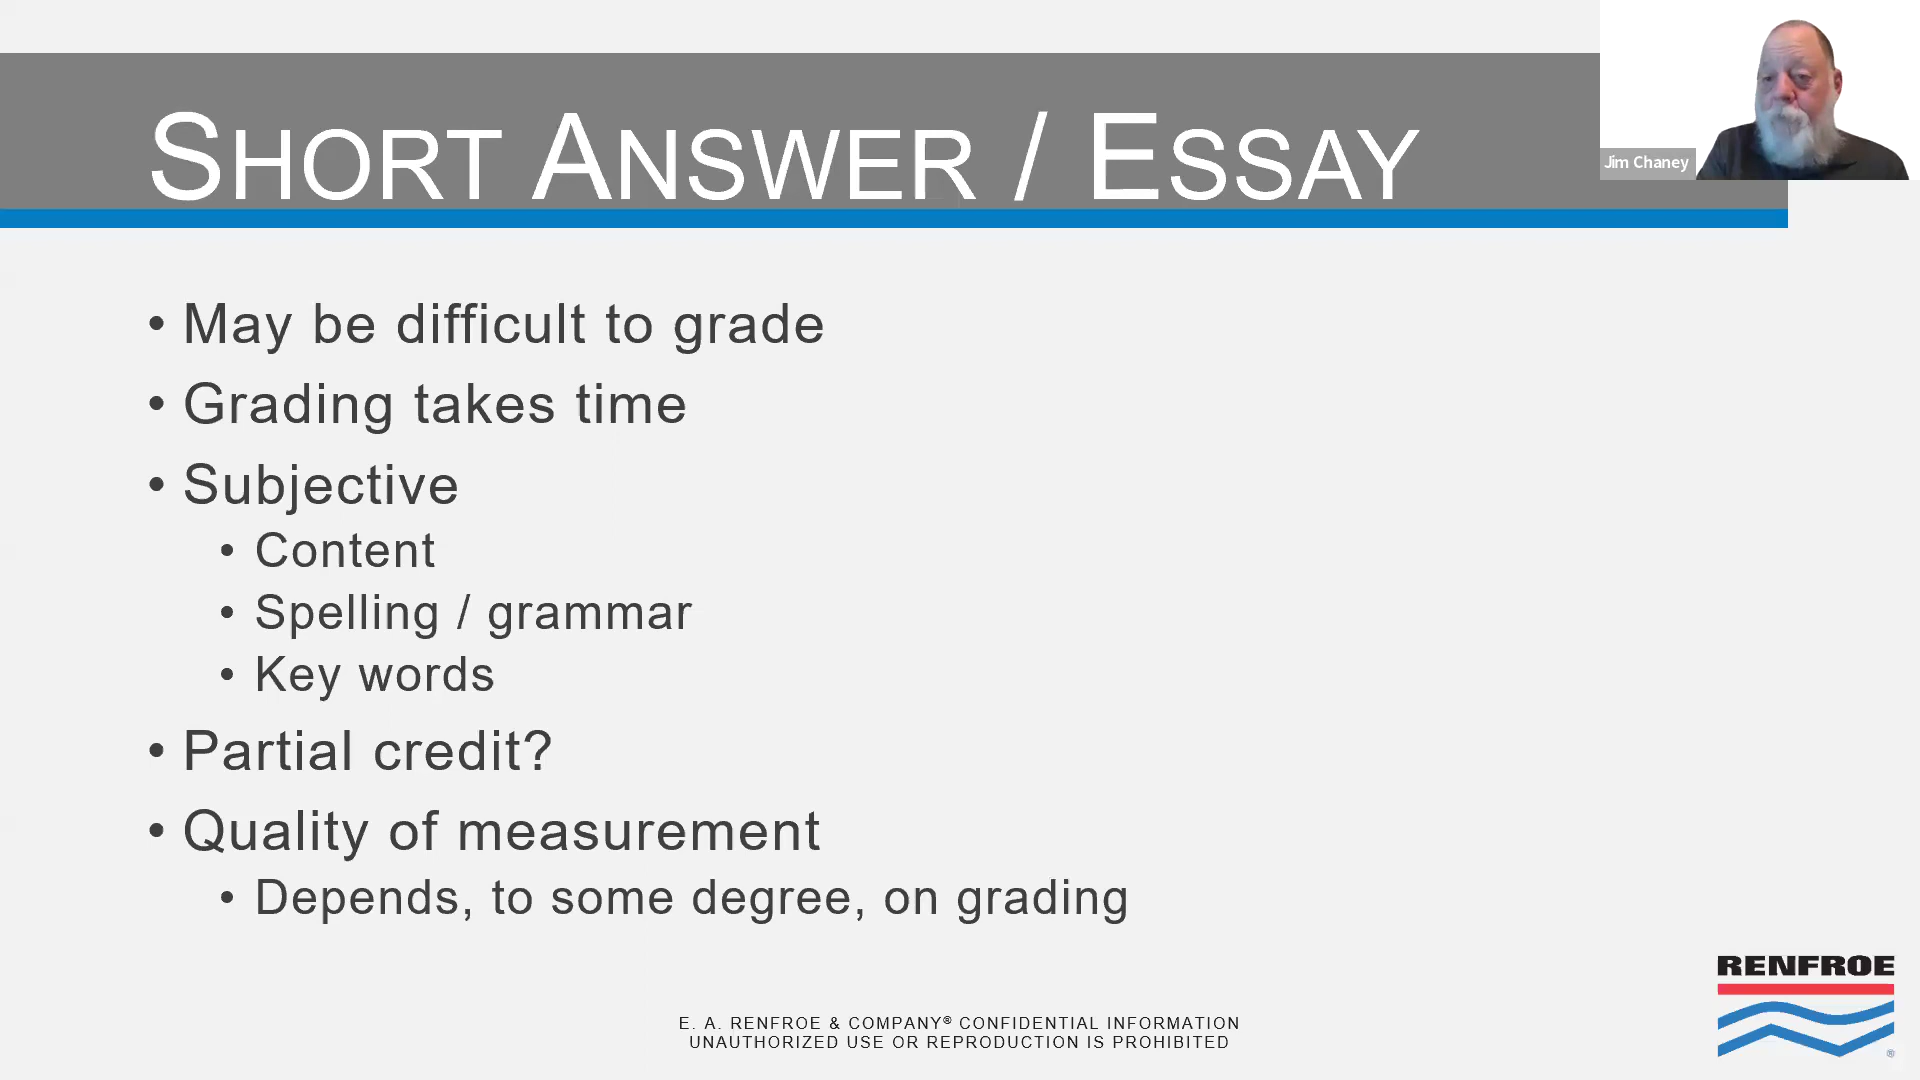 SHORT ANSWER / ESSAY
Jim Chaney
• May be difficult to grade
• Grading takes time
• Subjective
• Content
• Spelling / grammar
• Key words
• Partial credit?
• Quality of measurement
• Depends, to some degree, on grading
RENFROE
®
E. A. RENFROE & COMPANY® CONFIDENTIAL INFORMATION
UNAUTHORIZED USE OR REPRODUCTION IS PROHIBITED